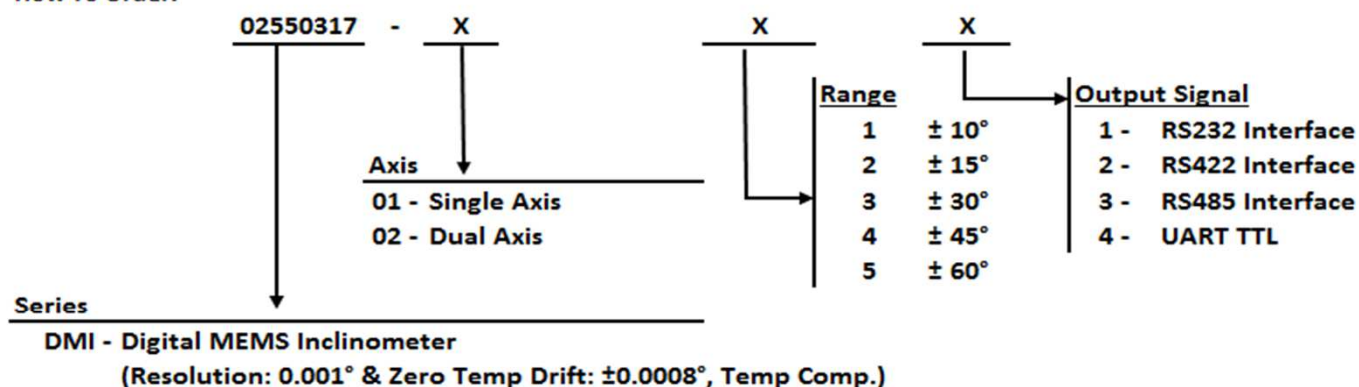 02550317 - X X X
Range Output Signal
1 ± 10° 1 - RS232 Interface
2 ± 15° 2 - RS422 Interface
3 ± 30° 3 - RS485 Interface
4 ± 45° 4 - UART TTL
5 ± 60°
Axis
01 - Single Axis
02 - Dual Axis
Series
DMI - Digital MEMS Inclinometer
(Resolution: 0.001° & Zero Temp Drift: ±0.0008°, Temp Comp.)